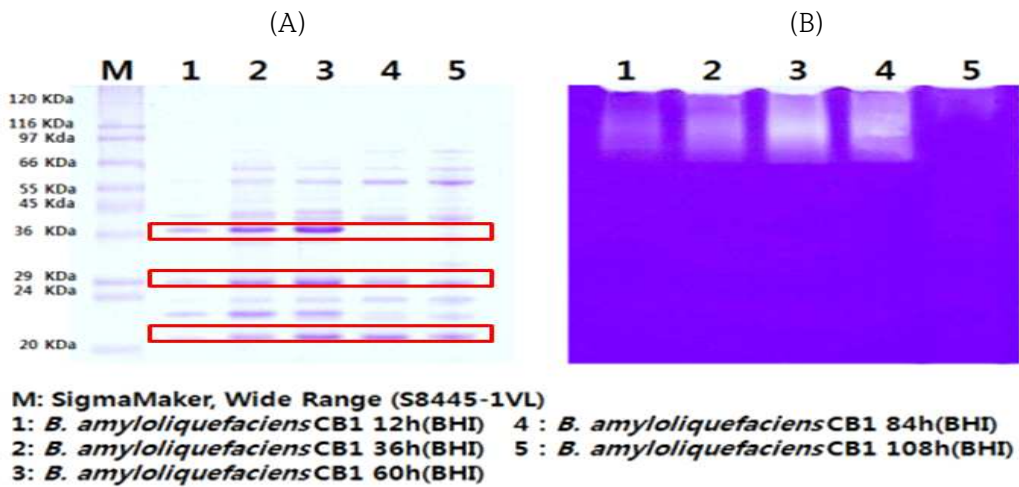 (A) (B)
M 1 2 3 4 5 1 2 3 4 5
120 KDa
116 KDa
97 Kda
66 KDa
55 KDa
45 Kda
36 KDa
29 KDa
24 KDa
20 KDa
M: SigmaMaker, Wide Range (S8445-1VL)
1: B. amyloliquefaciens CB1 12h(BHI) 4 : B. amyloliquefaciens CB1 84h(BHI)
2: B. amyloliquefaciens CB1 36h(BHI) 5 : B. amyloliquefaciens CB1 108h(BHI)
3: B. amyloliquefaciens CB1 60h(BHI)